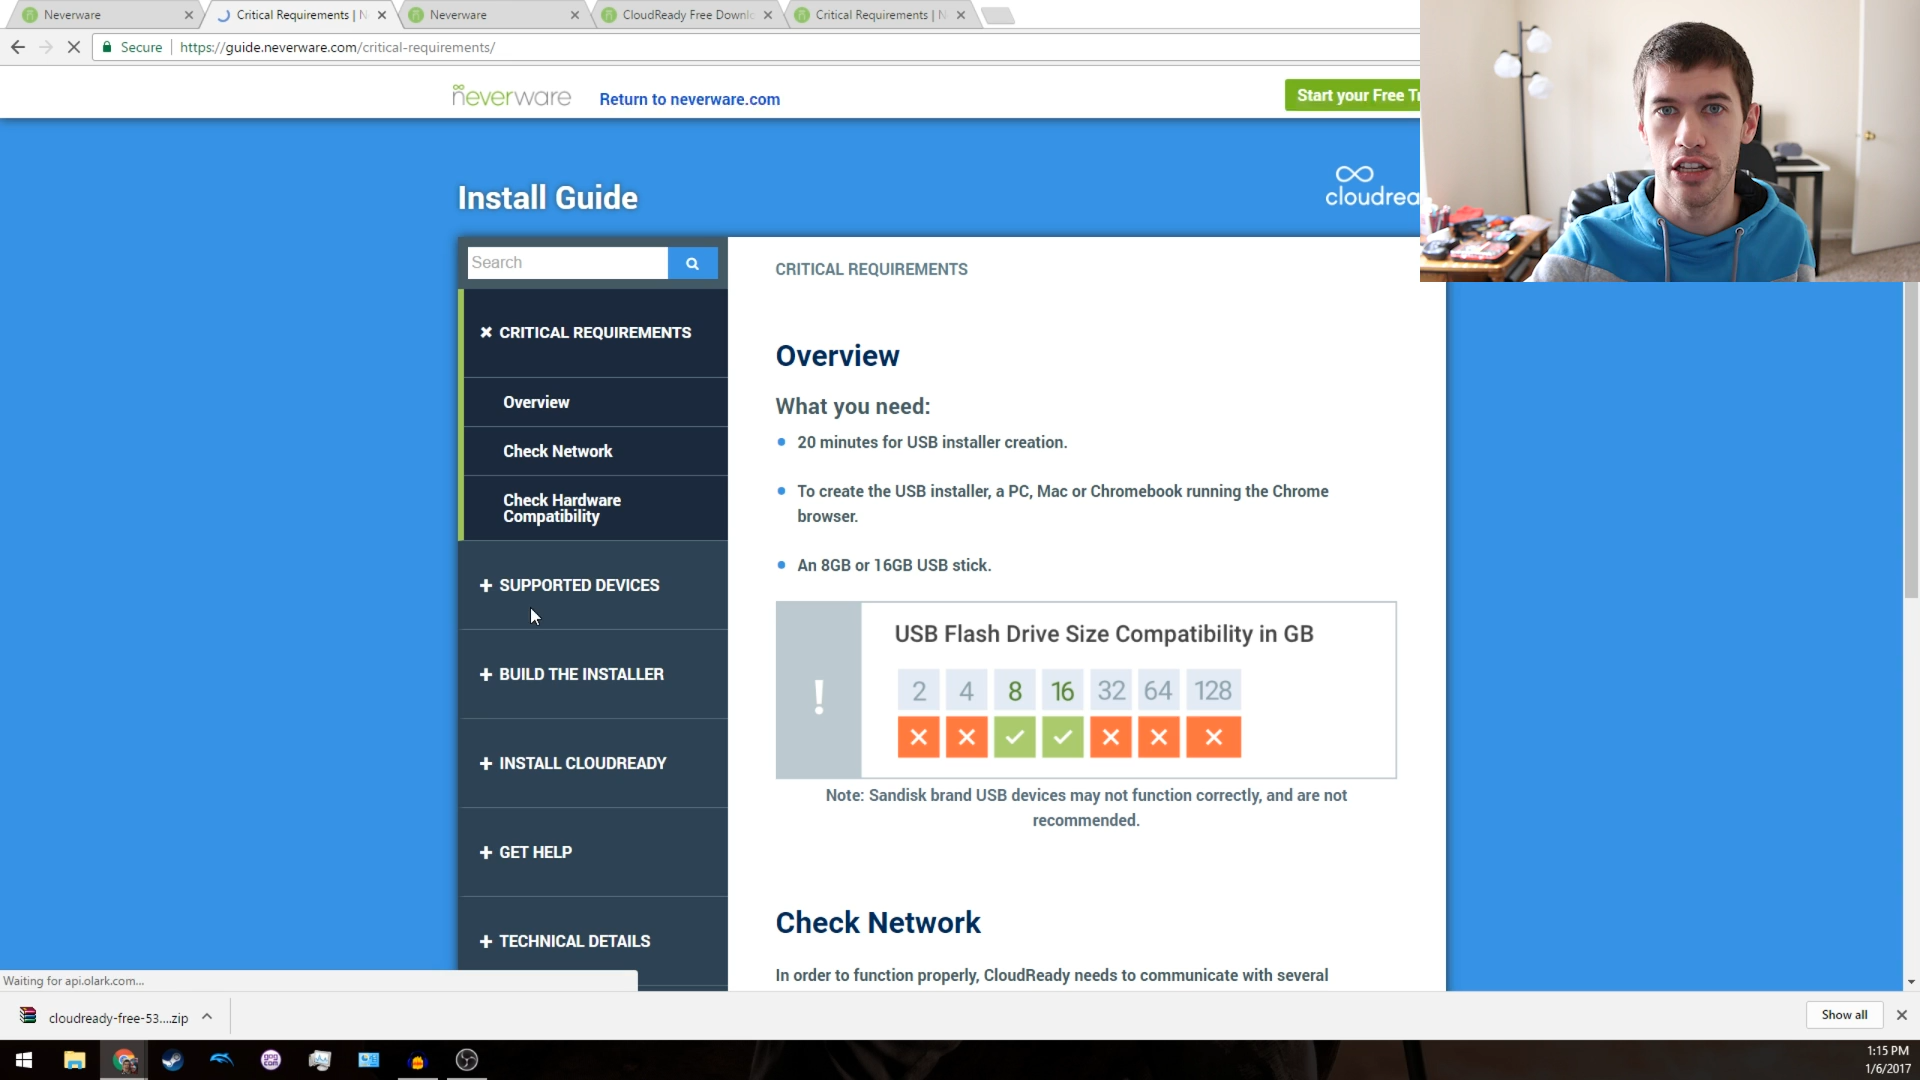 Neverware
Critical Requirements | N
Neverware
CloudReady Free Downlo
Critical Requirements | N
Secure
https://guide.neverware.com/critical-requirements/
neverware
Return to neverware.com
Start your Free Tr
Install Guide
cloudrea
Search
CRITICAL REQUIREMENTS
Overview
Check Network
Check Hardware
Compatibility
+ SUPPORTED DEVICES
+ BUILD THE INSTALLER
+ INSTALL CLOUDREADY
+ GET HELP
+ TECHNICAL DETAILS
CRITICAL REQUIREMENTS
Overview
What you need:
20 minutes for USB installer creation.
To create the USB installer, a PC, Mac or Chromebook running the Chrome
browser.
An 8GB or 16GB USB stick.
!
USB Flash Drive Size Compatibility in GB
2 4 8 16 32 64 128
Note: Sandisk brand USB devices may not function correctly, and are not
recommended.
Check Network
In order to function properly, CloudReady needs to communicate with several
Waiting for api.olark.com...
cloudready-free-53....zip
Show all
1:15 PM
1/6/2017